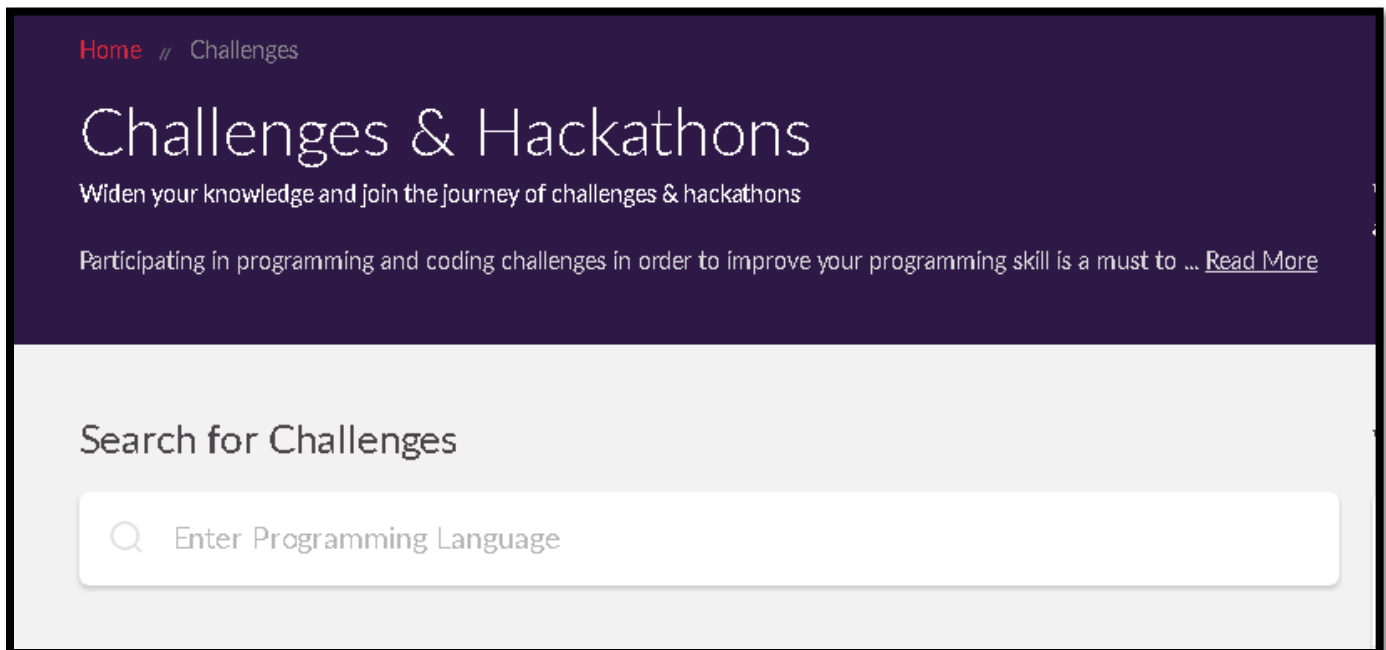 Home // Challenges
Challenges & Hackathons
Widen your knowledge and join the journey of challenges & hackathons
Participating in programming and coding challenges in order to improve your programming skill is a must to ... Read More
Search for Challenges
Enter Programming Language